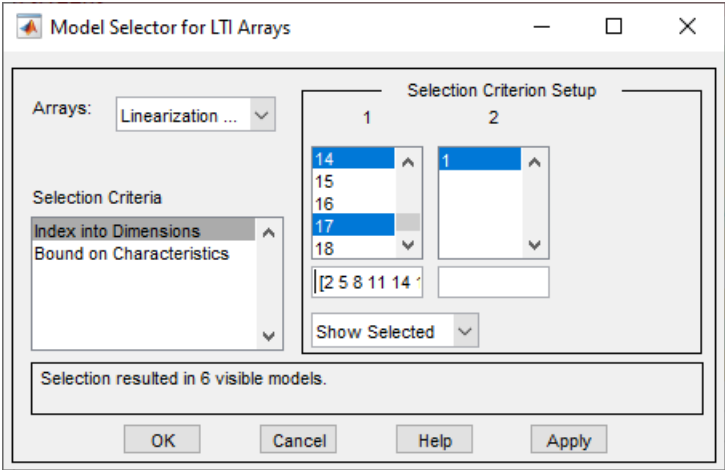 Model Selector for LTI Arrays
Selection Criterion Setup
Arrays:
Linearization ...
1
2
14
15
16
17
18
1
Selection Criteria
Index into Dimensions
Bound on Characteristics
[2 5 8 11 14
Show Selected
Selection resulted in 6 visible models.
OK
Cancel
Help
Apply